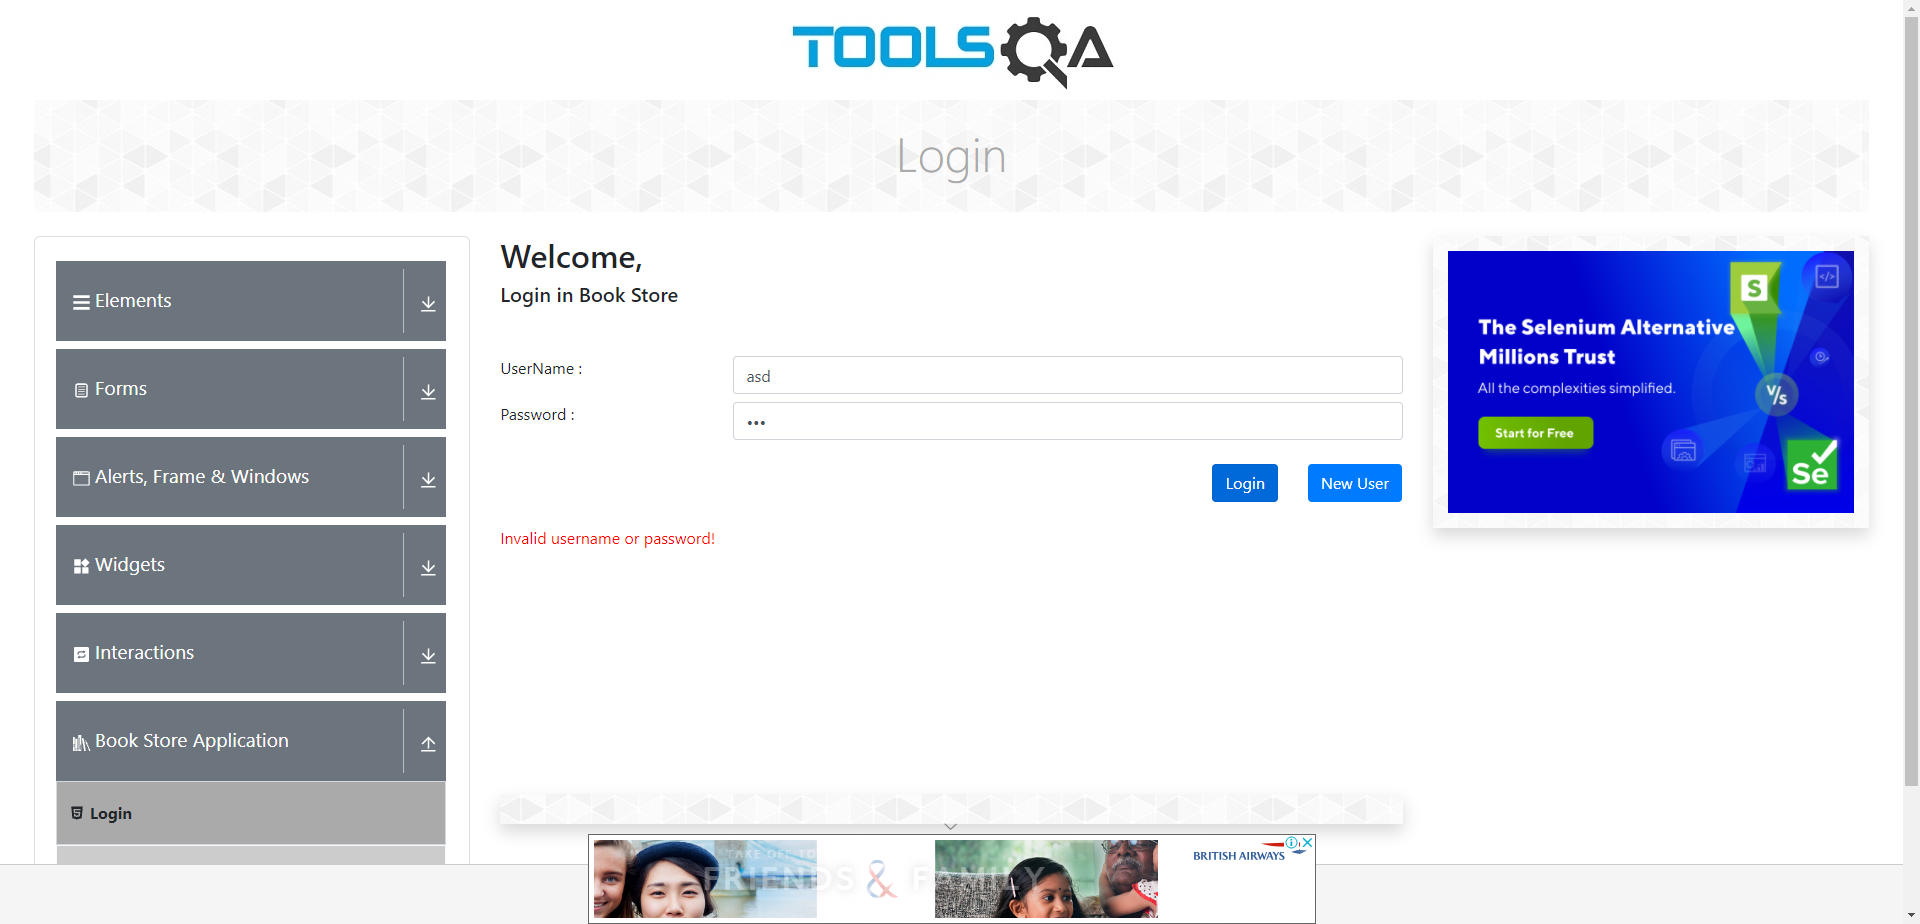 TOOLSQA
Login
Elements
Forms
Alerts, Frame & Windows
Widgets
Interactions
Book Store Application
Login
Welcome,
Login in Book Store
UserName :
asd
Password :
•••
Login
New User
Invalid username or password!
S
</>
The Selenium Alternative
Millions Trust
All the complexities simplified.
V/s
Start for Free
Se
TAKE OFF TO
FRIENDS & FAMILY
BRITISH AIRWAYS